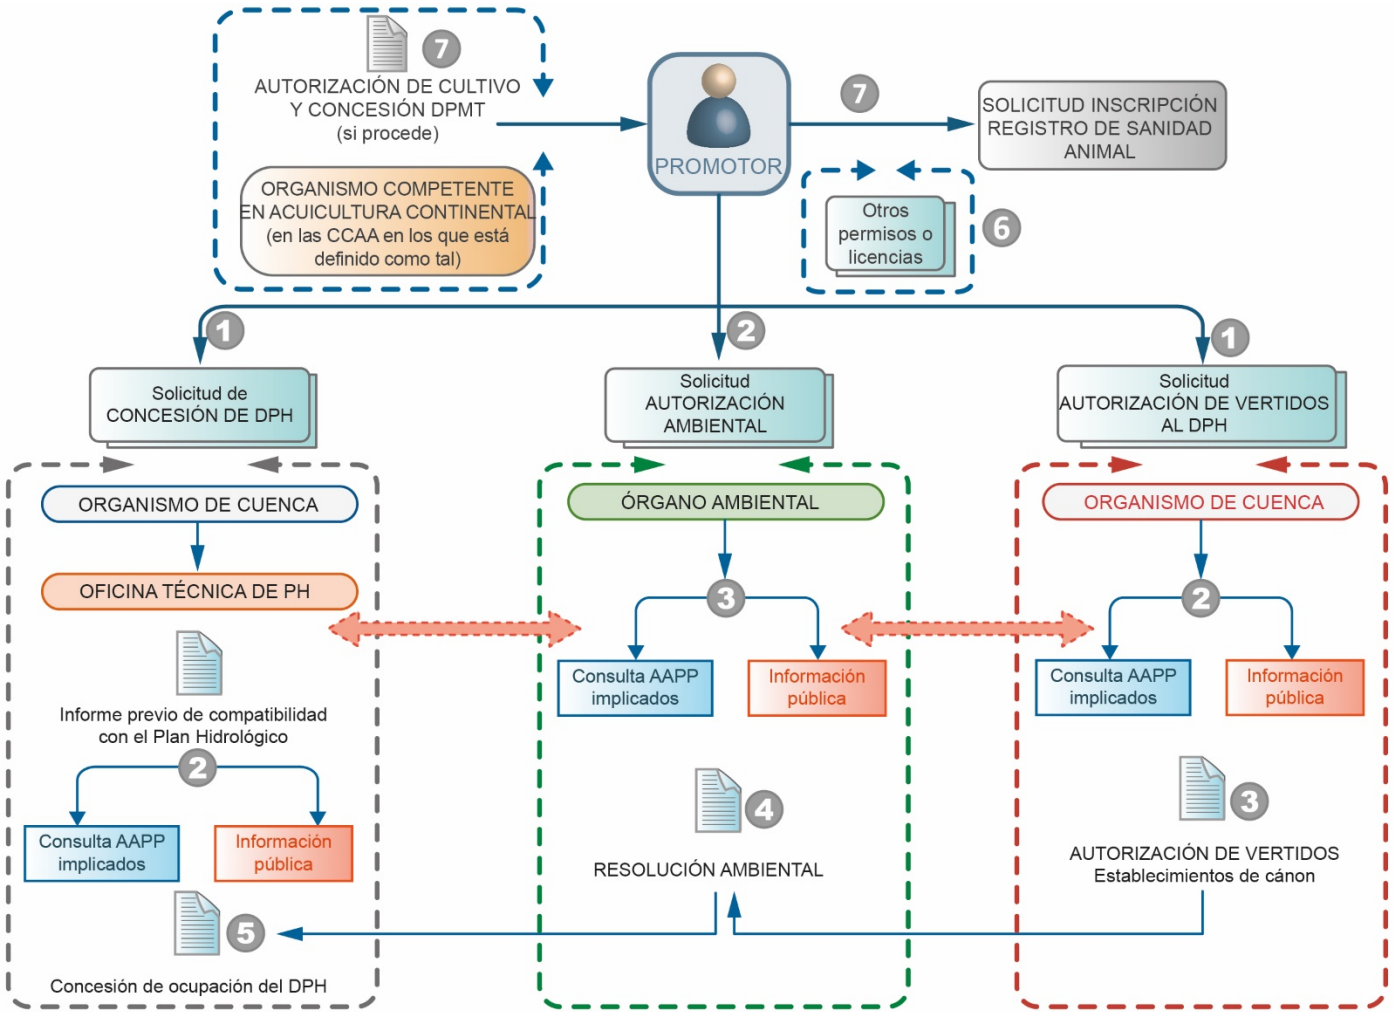 7
AUTORIZACIÓN DE CULTIVO
Y CONCESIÓN DPMT
(si procede)
ORGANISMO COMPETENTE
EN ACUICULTURA CONTINENTAL
(en las CCAA en los que está
definido como tal)
PROMOTOR
7
SOLICITUD INSCRIPCIÓN
REGISTRO DE SANIDAD
ANIMAL
Otros
permisos o
licencias
6
1
2
1
Solicitud de
CONCESIÓN DE DPH
Solicitud
AUTORIZACIÓN
AMBIENTAL
Solicitud
AUTORIZACIÓN DE VERTIDOS
AL DPH
ORGANISMO DE CUENCA
OFICINA TÉCNICA DE PH
Informe previo de compatibilidad
con el Plan Hidrológico
2
Consulta AAPP
implicados
Información
pública
5
Concesión de ocupación del DPH
ÓRGANO AMBIENTAL
3
Consulta AAPP
implicados
Información
pública
4
RESOLUCIÓN AMBIENTAL
ORGANISMO DE CUENCA
2
Consulta AAPP
implicados
Información
pública
3
AUTORIZACIÓN DE VERTIDOS
Establecimientos de cánon